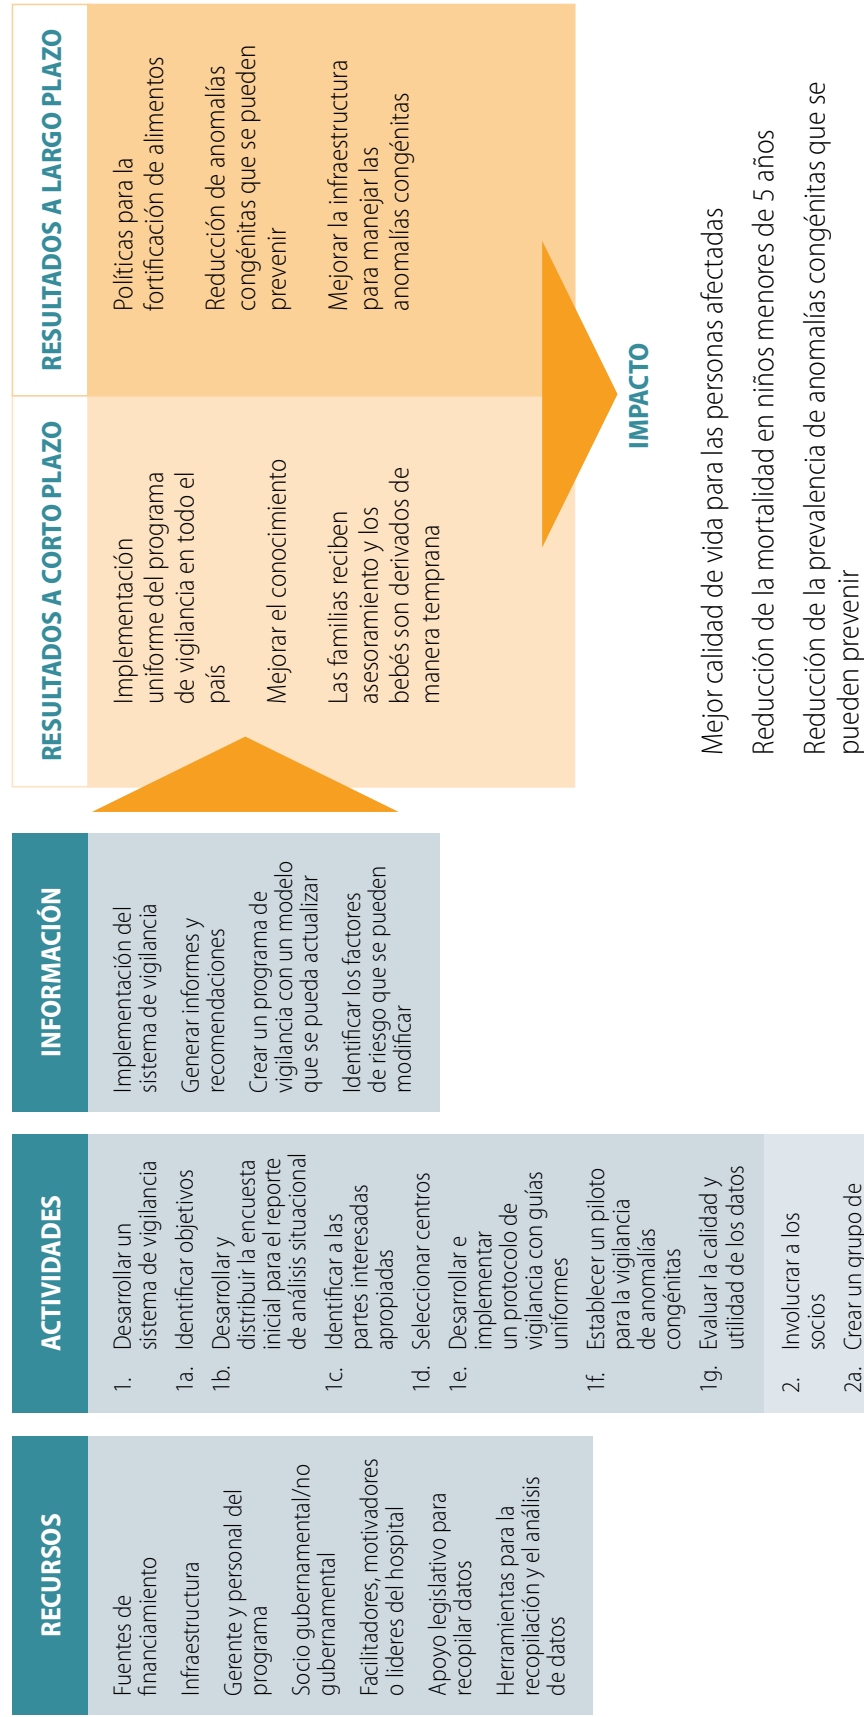 RECURSOS
Fuentes de
financiamiento
Infraestructura
Gerente y personal del
programa
Socio gubernamental/no
gubernamental
Facilitadores, motivadores
o lideres del hospital
Apoyo legislativo para
recopilar datos
Herramientas para la
recopilación y el análisis
de datos
ACTIVIDADES
1. Desarrollar un
sistema de vigilancia
1a. Identificar objetivos
1b. Desarrollar y
distribuir la encuesta
inicial para el reporte
de análisis situacional
1c. Identificar a las
partes interesadas
apropiadas
1d. Seleccionar centros
1e. Desarrollar e
implementar
un protocolo de
vigilancia con guías
uniformes
1f. Establecer un piloto
para la vigilancia
de anomalías
congénitas
1g. Evaluar la calidad y
utilidad de los datos
2. Involucrar a los
socios
2a. Crear un grupo de
INFORMACIÓN
Implementación del
sistema de vigilancia
Generar informes y
recomendaciones
Crear un programa de
vigilancia con un modelo
que se pueda actualizar
Identificar los factores
de riesgo que se pueden
modificar
RESULTADOS A CORTO PLAZO
Implementación
uniforme del programa
de vigilancia en todo el
país
Mejorar el conocimiento
Las familias reciben
asesoramiento y los
bebés son derivados de
manera temprana
RESULTADOS A LARGO PLAZO
Políticas para la
fortificación de alimentos
Reducción de anomalías
congénitas que se pueden
prevenir
Mejorar la infraestructura
para manejar las
anomalías congénitas
IMPACTO
Mejor calidad de vida para las personas afectadas
Reducción de la mortalidad en niños menores de 5 años
Reducción de la prevalencia de anomalías congénitas que se
pueden prevenir